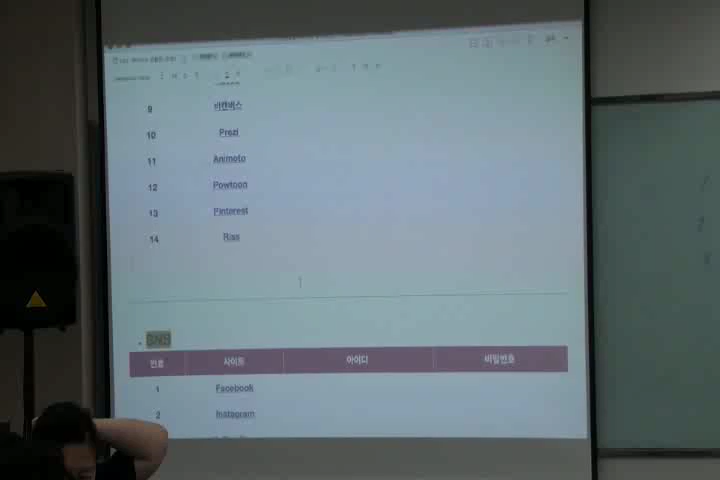 9 비캔버스
10 Prezi
11 Animoto
12 Powtoon
13 Pinterest
14 Riss
SNS
번호 사이트 아이디 비밀번호
1 Facebook
2 Instagram